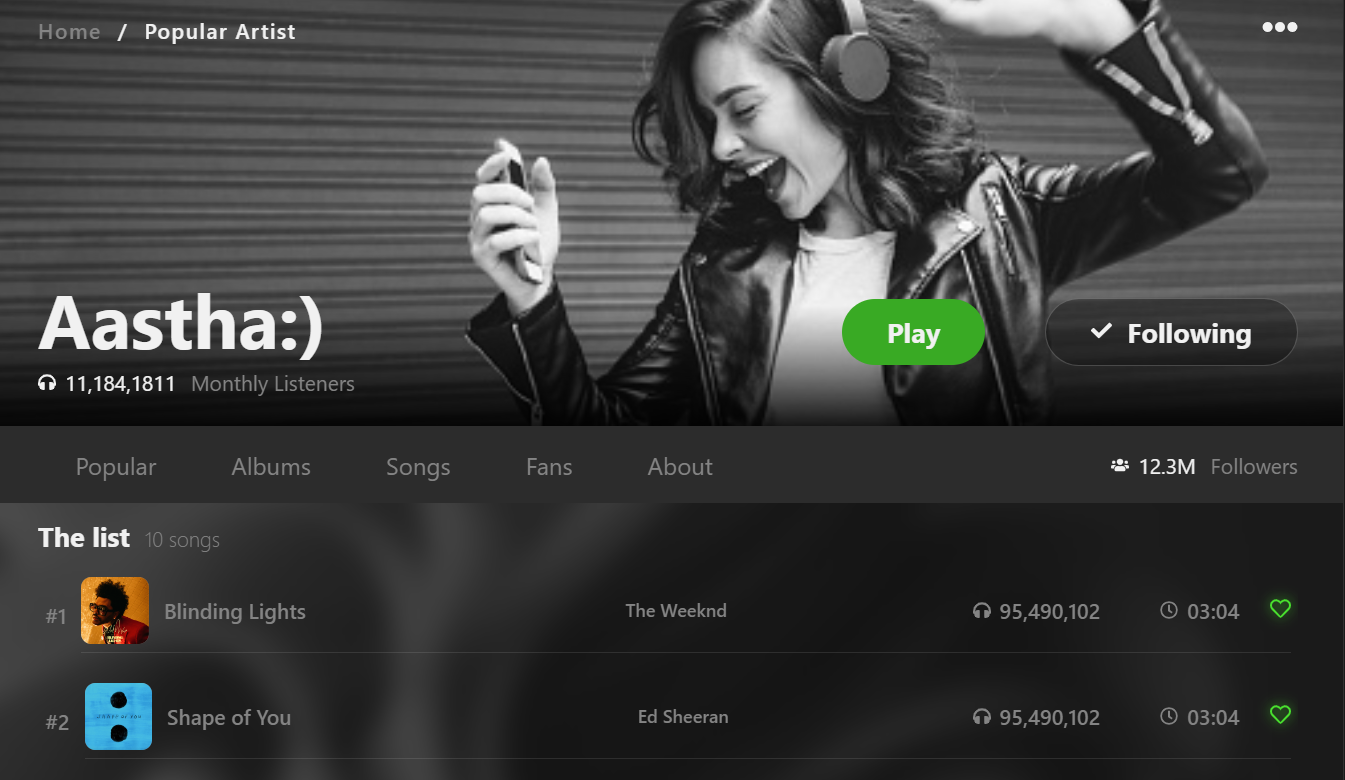 Home / Popular Artist
Aastha:)
11,184,1811 Monthly Listeners
Play
Following
Popular Albums Songs Fans About 12.3M Followers
The list 10 songs
#1 Blinding Lights The Weeknd 95,490,102 03:04
#2 Shape of You Ed Sheeran 95,490,102 03:04